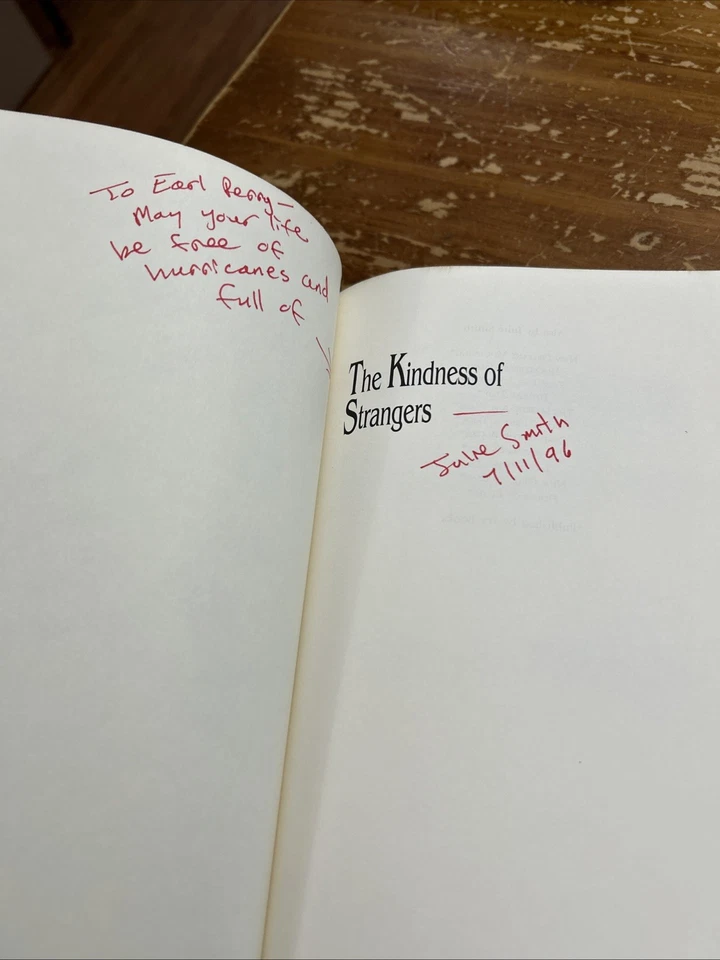 To Earl Perry—
May your life
be free of
hurricanes and
full of
The Kindness of
Strangers —
Julie Smith
7/11/96